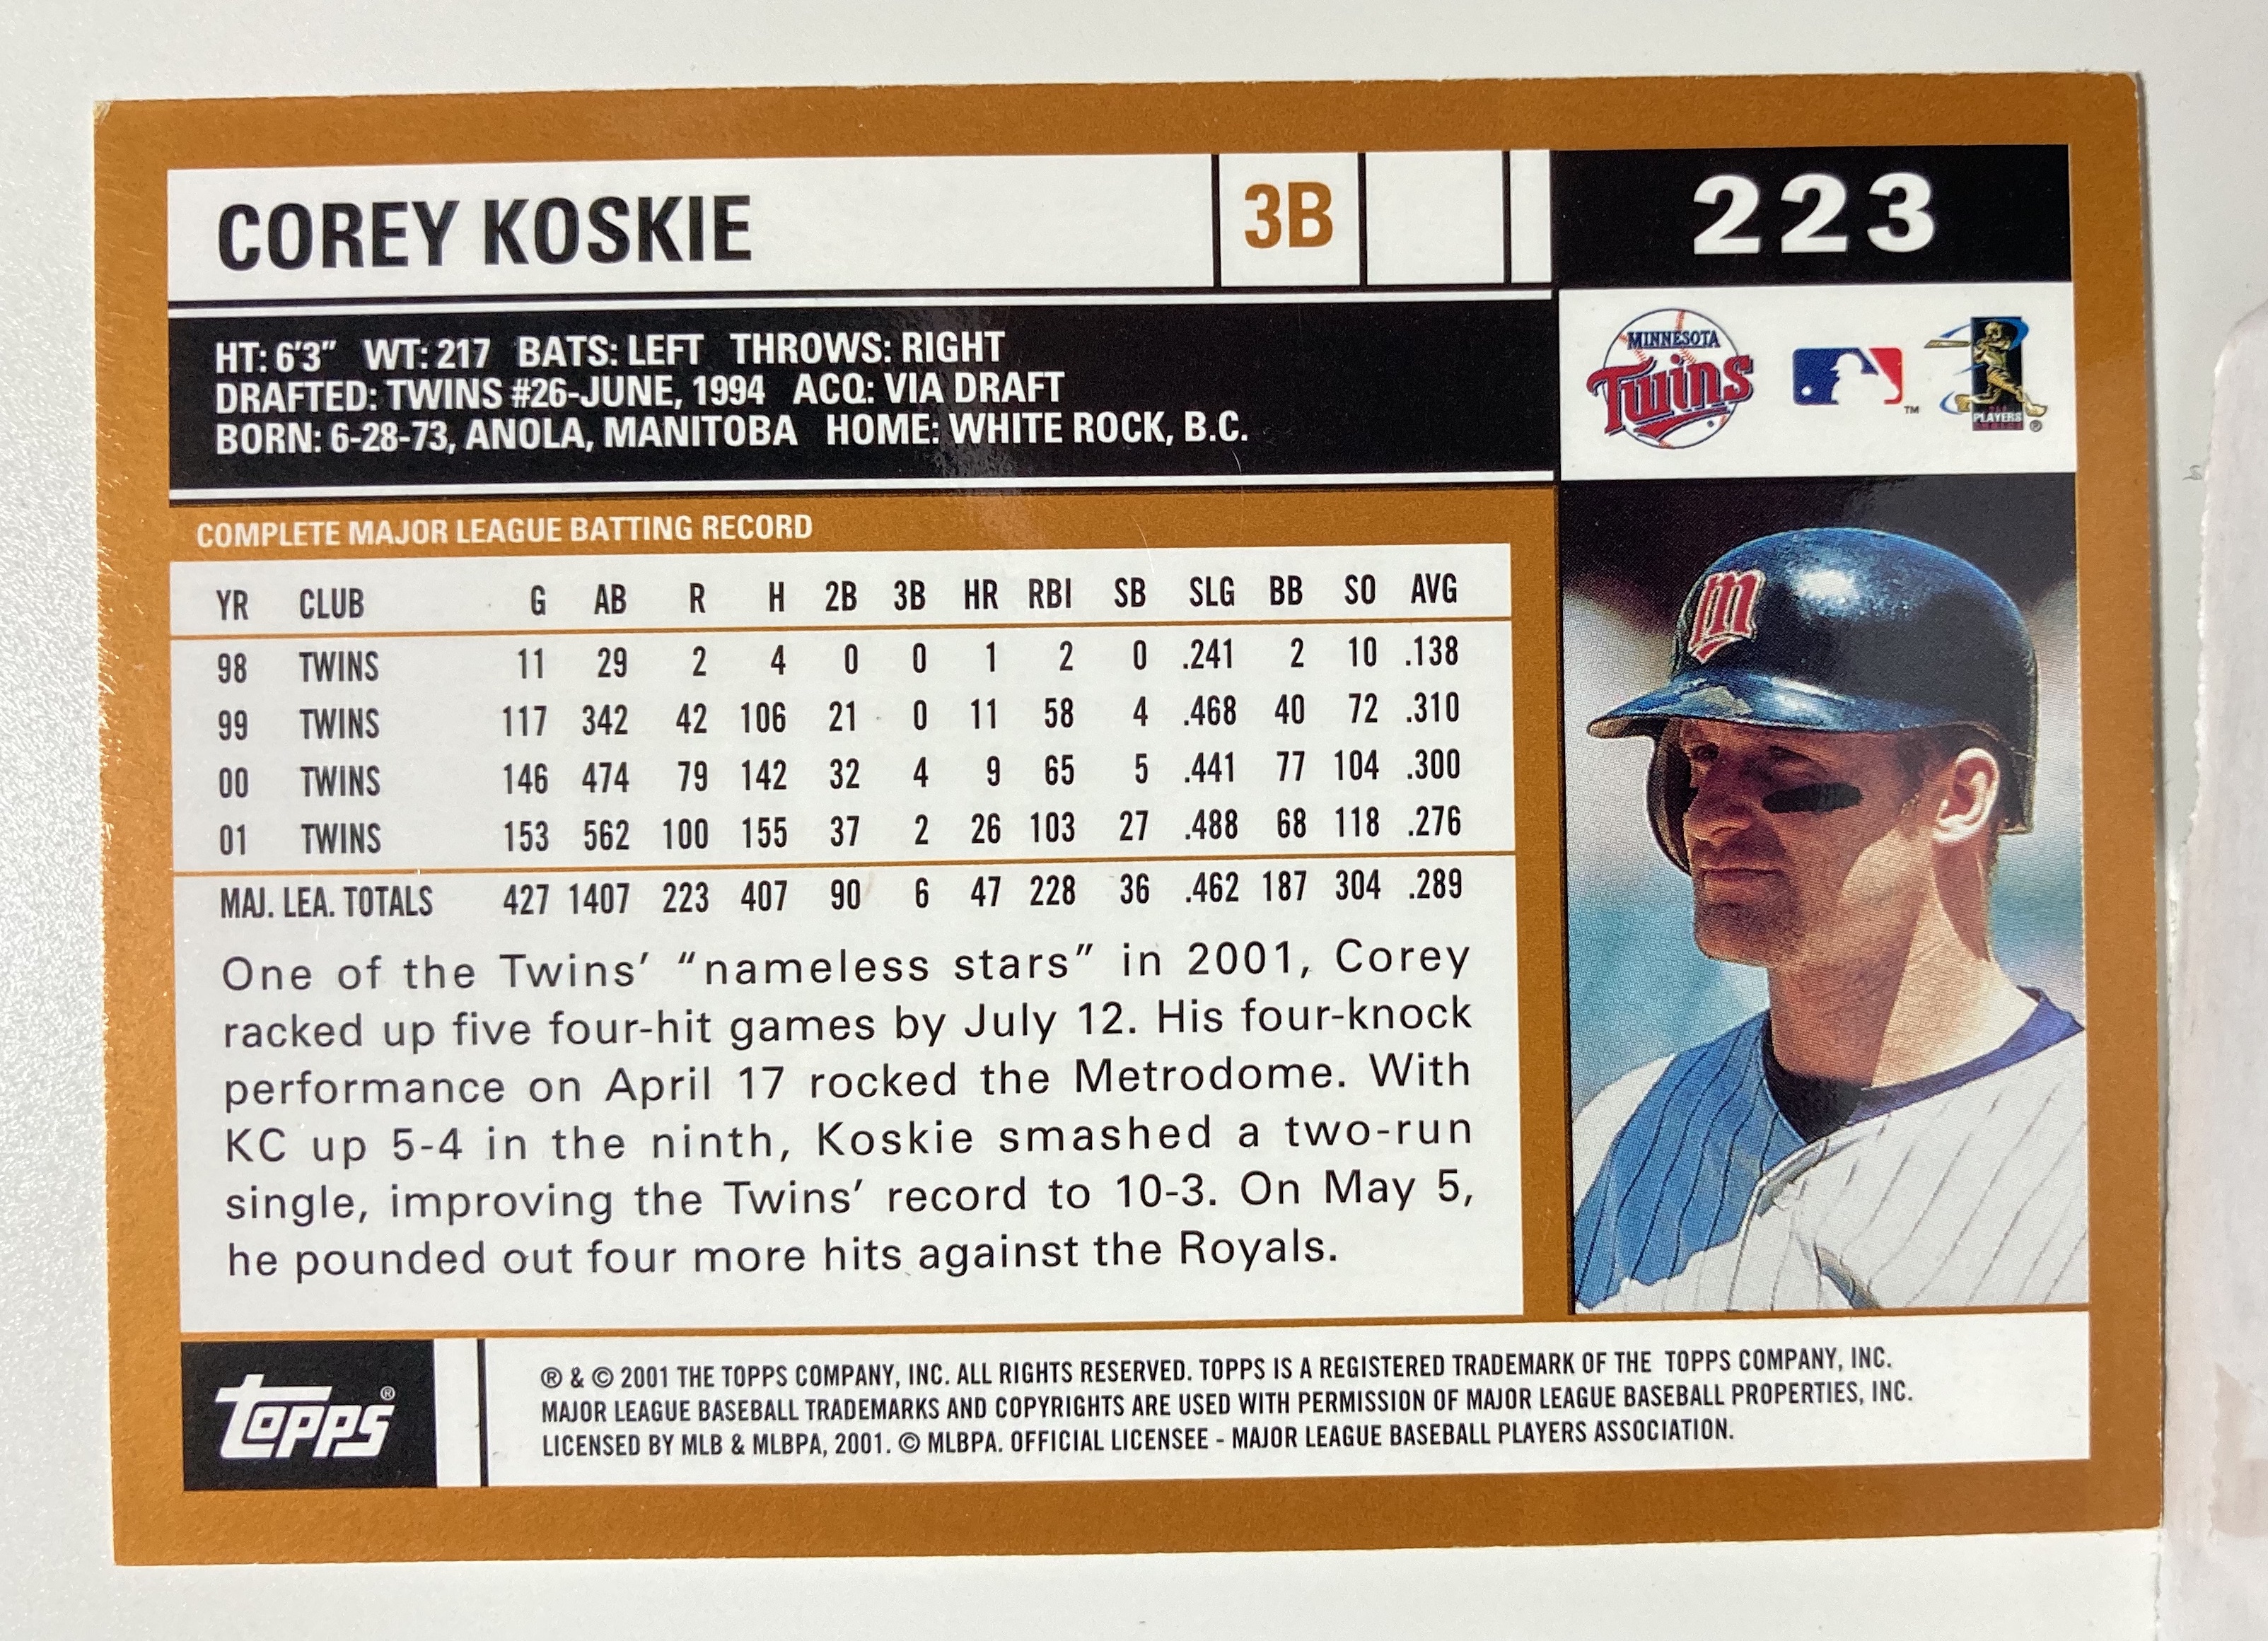 COREY KOSKIE 3B 223
HT: 6'3" WT: 217 BATS: LEFT THROWS: RIGHT
DRAFTED: TWINS #26-JUNE, 1994 ACQ: VIA DRAFT
BORN: 6-28-73, ANOLA, MANITOBA HOME: WHITE ROCK, B.C.
MINNESOTA
Twins
TM
PLAYERS
CHOICE
®
COMPLETE MAJOR LEAGUE BATTING RECORD
YR CLUB G AB R H 2B 3B HR RBI SB SLG BB SO AVG
98 TWINS 11 29 2 4 0 0 1 2 0 .241 2 10 .138
99 TWINS 117 342 42 106 21 0 11 58 4 .468 40 72 .310
00 TWINS 146 474 79 142 32 4 9 65 5 .441 77 104 .300
01 TWINS 153 562 100 155 37 2 26 103 27 .488 68 118 .276
MAJ. LEA. TOTALS 427 1407 223 407 90 6 47 228 36 .462 187 304 .289
M
One of the Twins' “nameless stars” in 2001, Corey
racked up five four-hit games by July 12. His four-knock
performance on April 17 rocked the Metrodome. With
KC up 5-4 in the ninth, Koskie smashed a two-run
single, improving the Twins' record to 10-3. On May 5,
he pounded out four more hits against the Royals.
Topps®
® & © 2001 THE TOPPS COMPANY, INC. ALL RIGHTS RESERVED. TOPPS IS A REGISTERED TRADEMARK OF THE TOPPS COMPANY, INC.
MAJOR LEAGUE BASEBALL TRADEMARKS AND COPYRIGHTS ARE USED WITH PERMISSION OF MAJOR LEAGUE BASEBALL PROPERTIES, INC.
LICENSED BY MLB & MLBPA, 2001. © MLBPA. OFFICIAL LICENSEE - MAJOR LEAGUE BASEBALL PLAYERS ASSOCIATION.